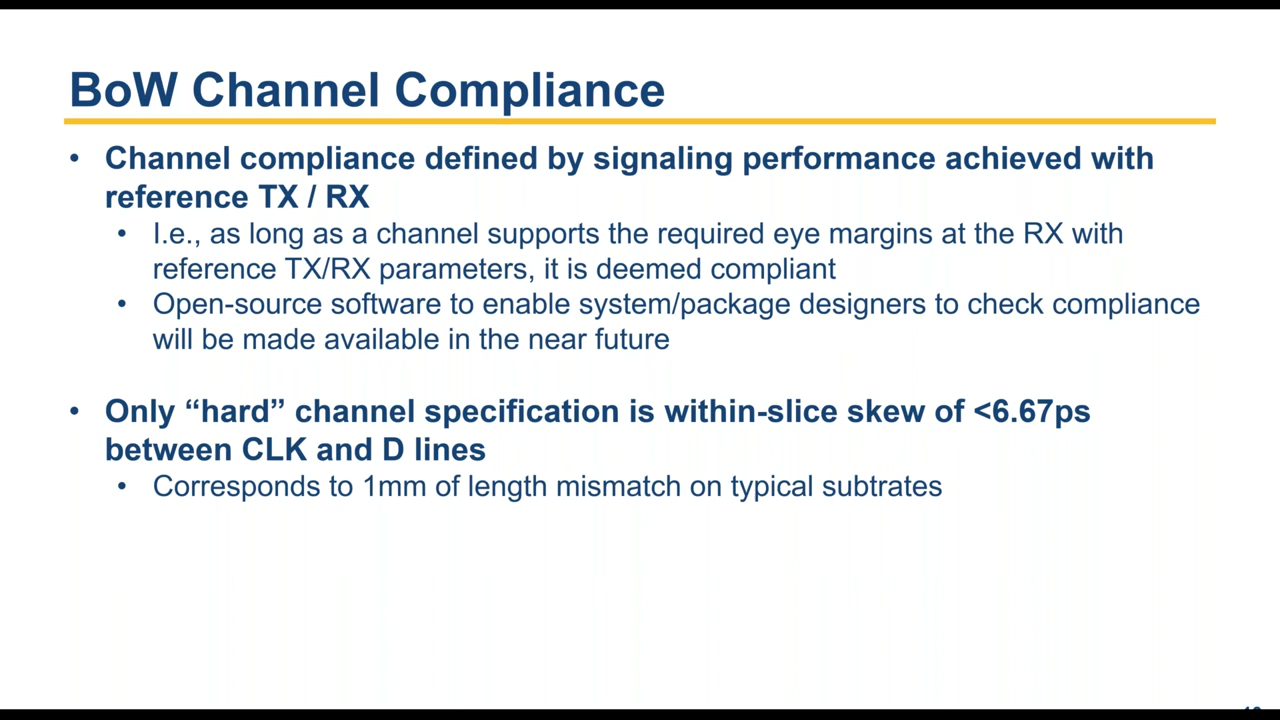 BoW Channel Compliance
• Channel compliance defined by signaling performance achieved with
reference TX / RX
• I.e., as long as a channel supports the required eye margins at the RX with
reference TX/RX parameters, it is deemed compliant
• Open-source software to enable system/package designers to check compliance
will be made available in the near future
• Only “hard” channel specification is within-slice skew of <6.67ps
between CLK and D lines
• Corresponds to 1mm of length mismatch on typical subtrates